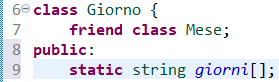 6 class Giorno {
7 friend class Mese;
8 public:
9 static string giorni[];